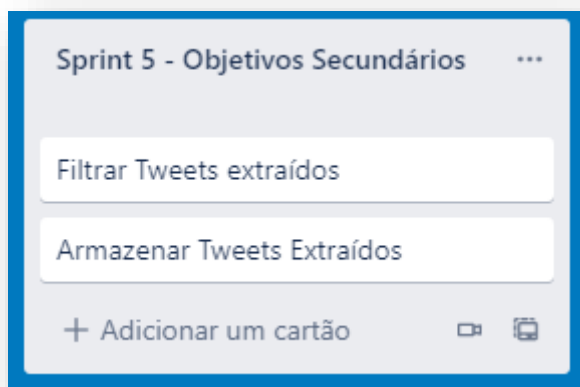 Sprint 5 - Objetivos Secundários
Filtrar Tweets extraídos
Armazenar Tweets Extraídos
+ Adicionar um cartão